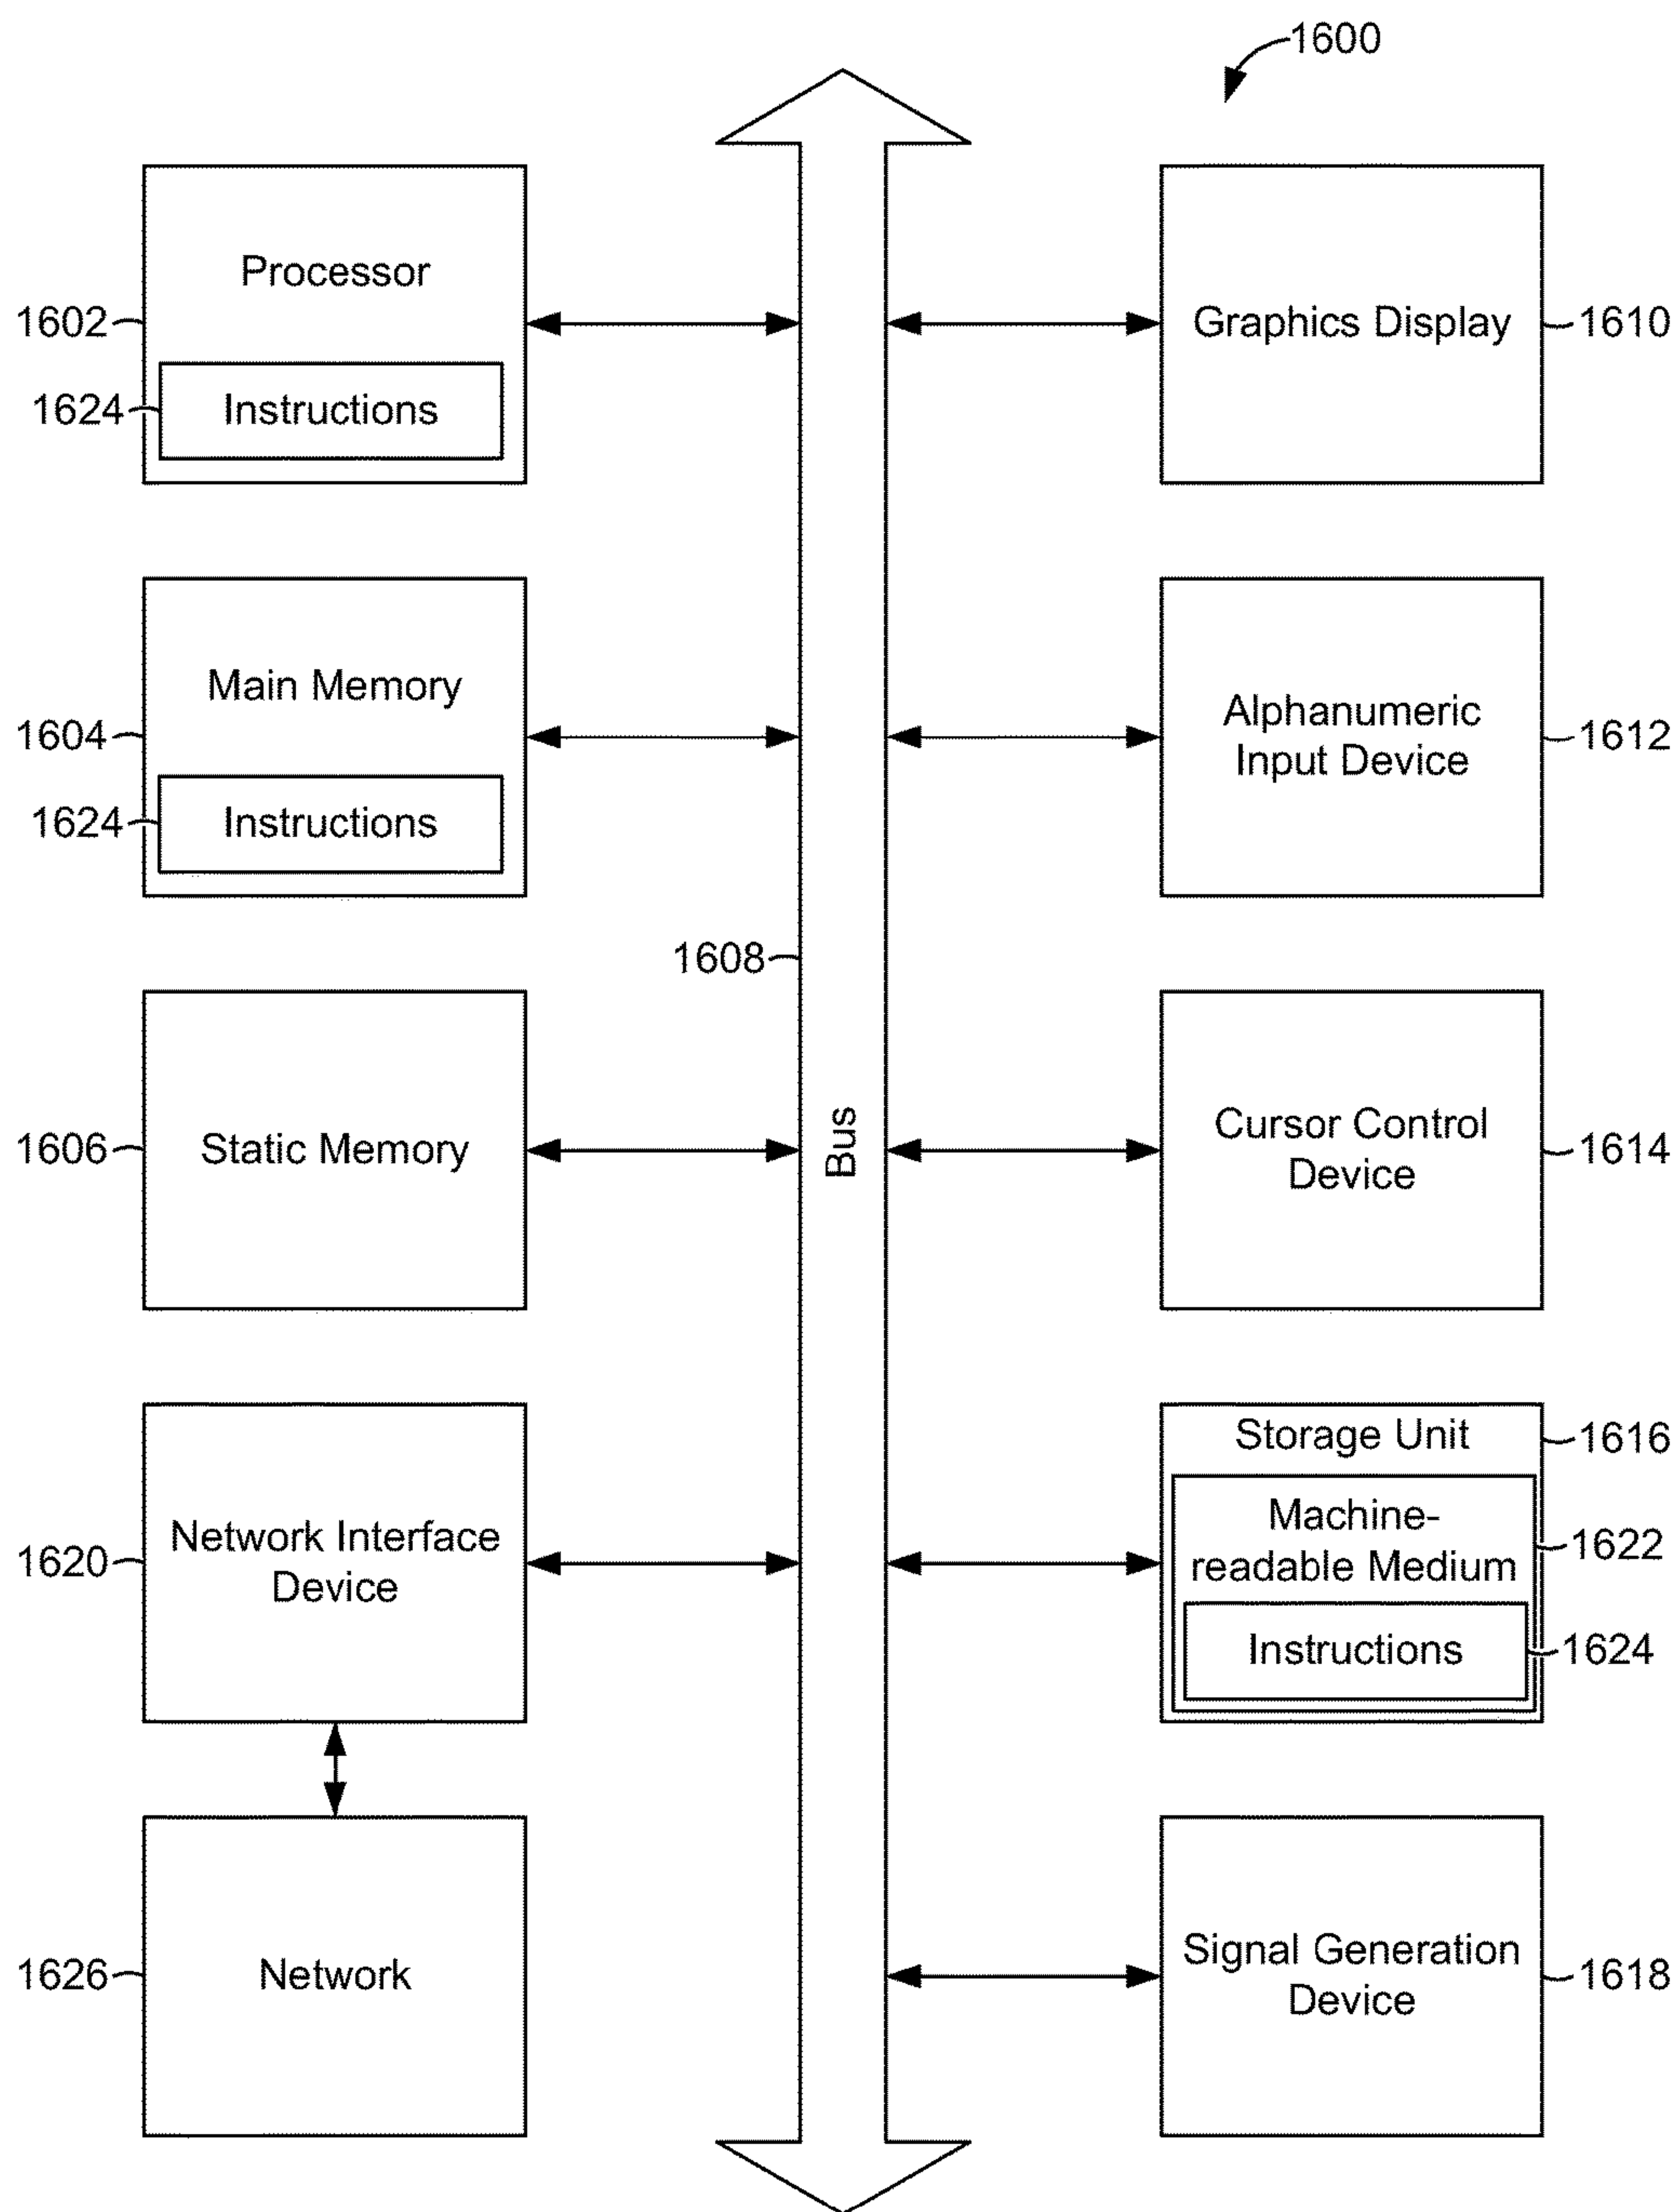 1600
Processor
1602
1624
Instructions
Graphics Display
1610
Main Memory
1604
1624
Instructions
Alphanumeric
Input Device
1612
1608
Bus
1606
Static Memory
Cursor Control
Device
1614
1620
Network Interface
Device
Storage Unit
1616
Machine-
readable Medium
1622
Instructions
1624
1626
Network
Signal Generation
Device
1618